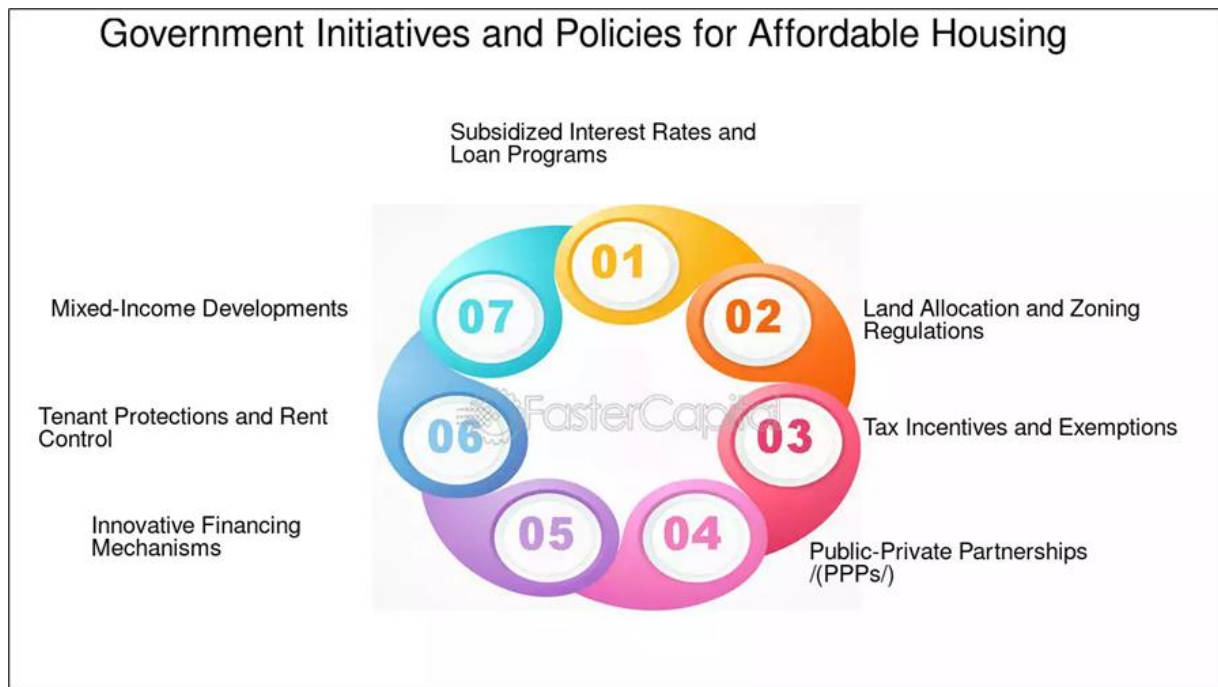 Government Initiatives and Policies for Affordable Housing
Subsidized Interest Rates and
Loan Programs
01
02
Land Allocation and Zoning
Regulations
03
Tax Incentives and Exemptions
04
Public-Private Partnerships
/(PPPs/)
05
Innovative Financing
Mechanisms
06
Tenant Protections and Rent
Control
07
Mixed-Income Developments
FasterCapital